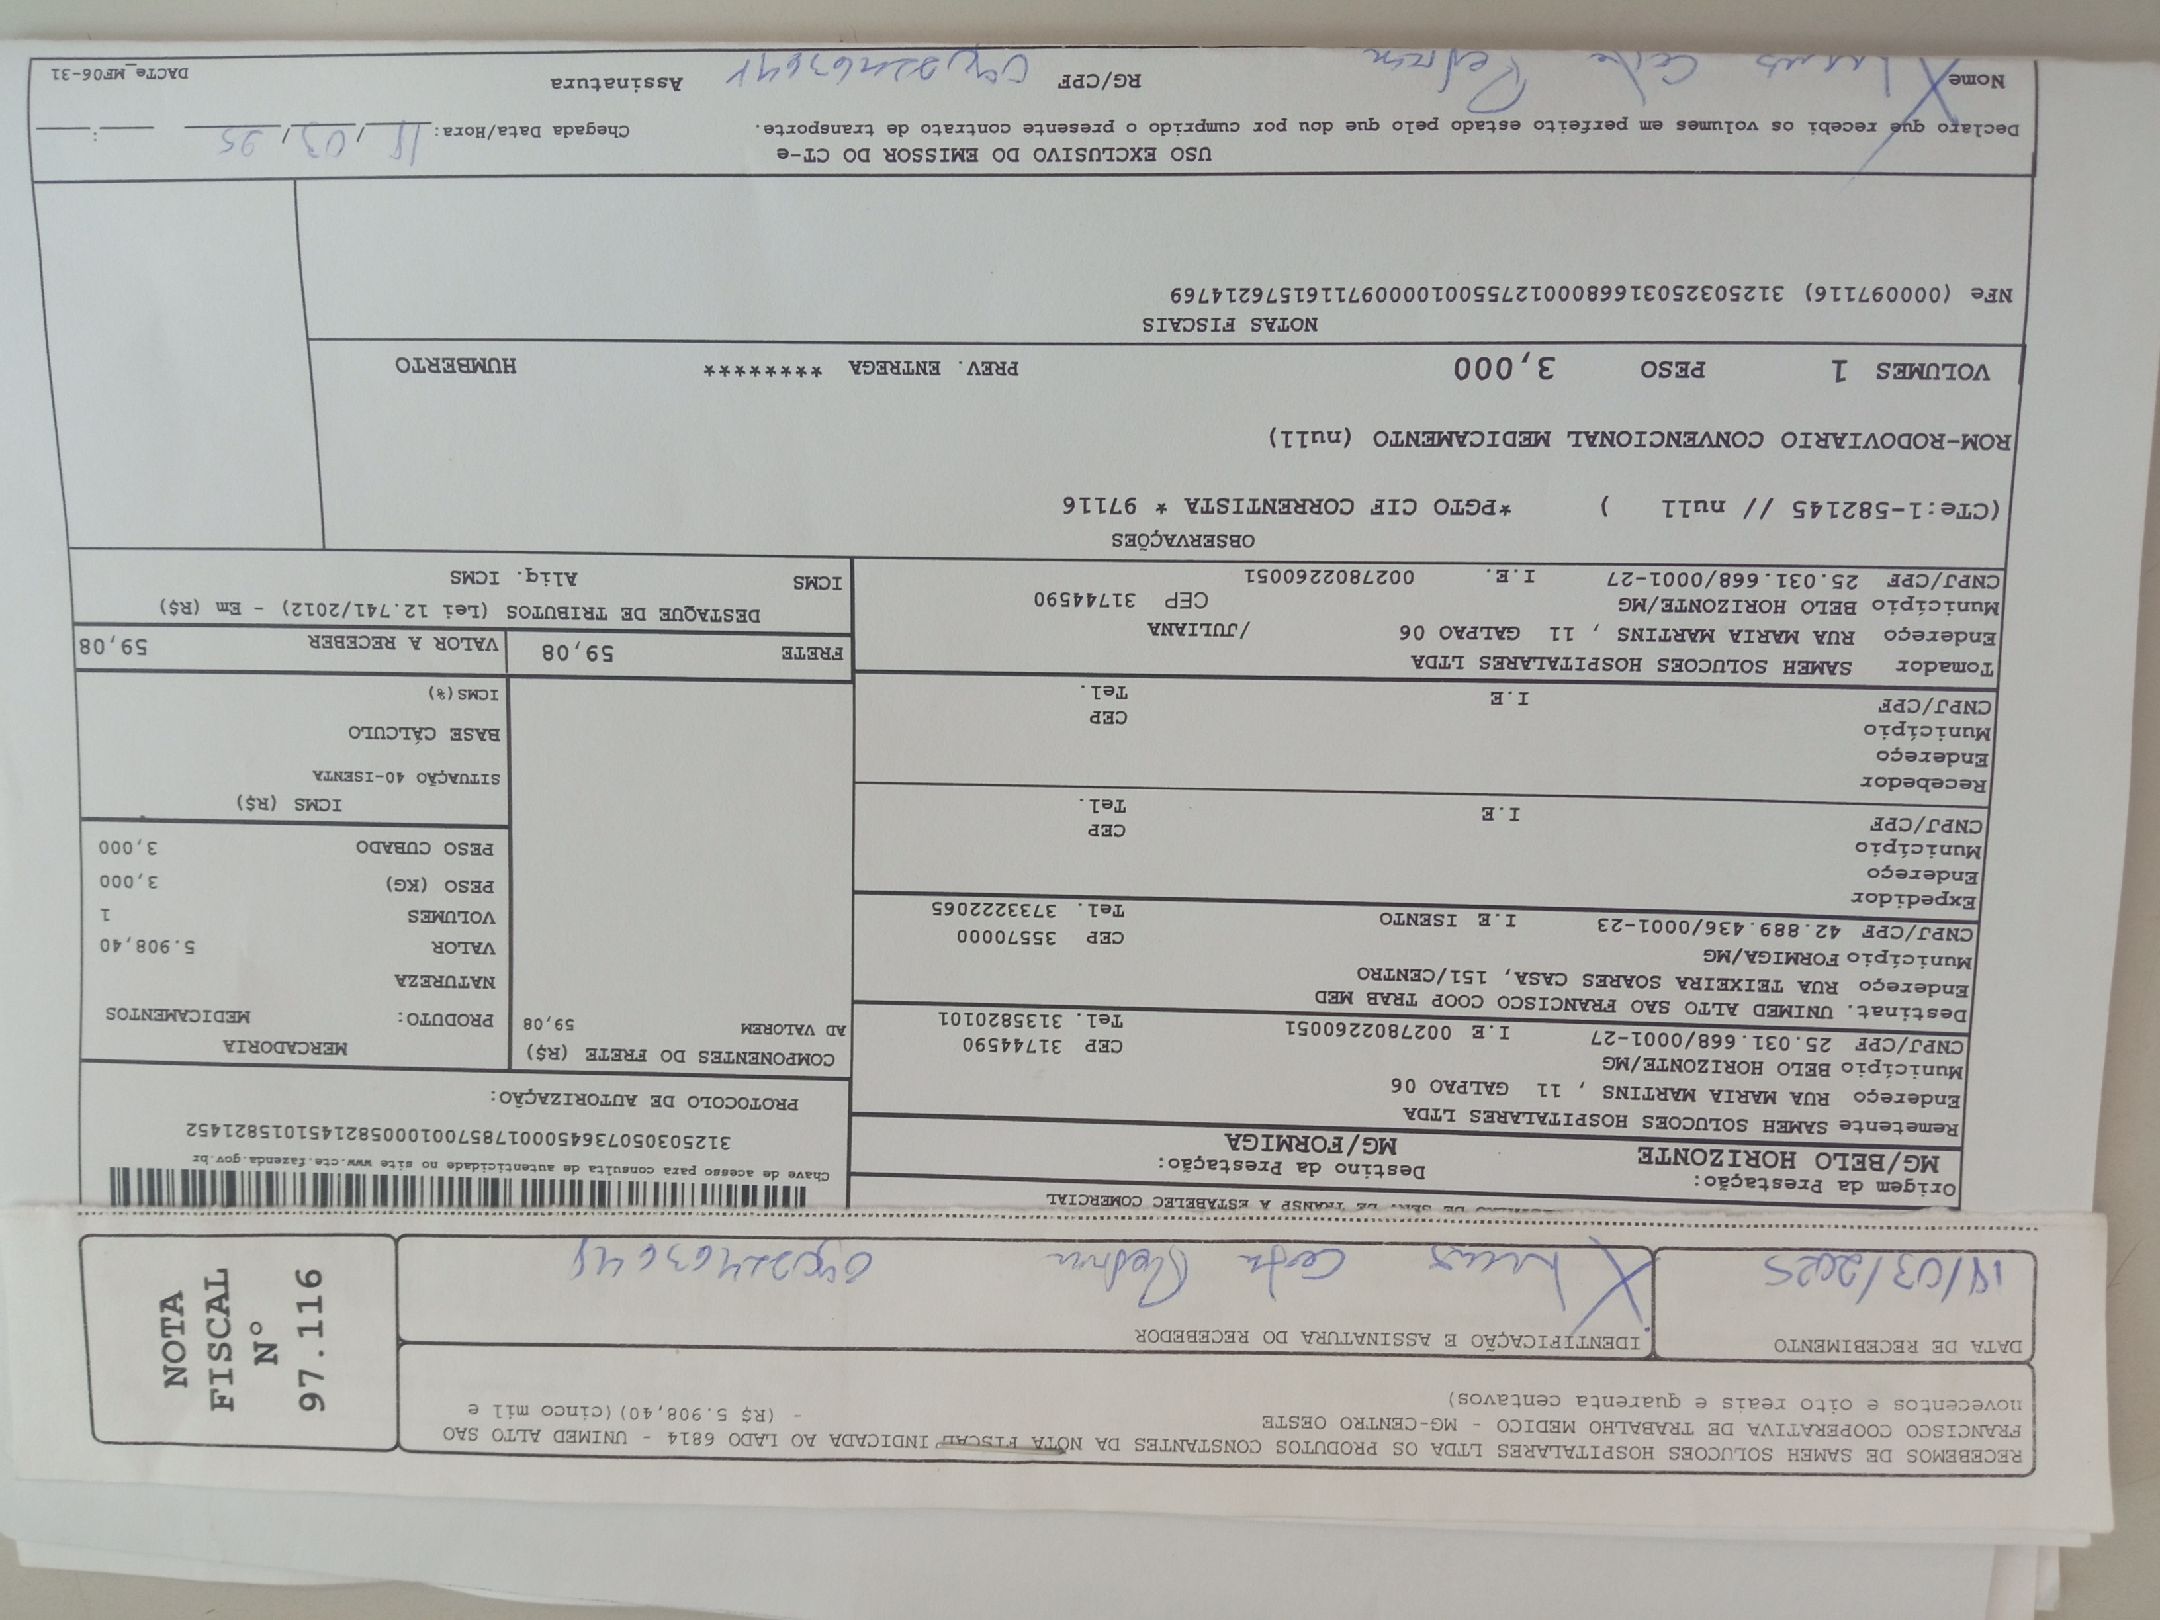 RECEBEMOS DE SAMEH SOLUCOES HOSPITALARES LTDA OS PRODUTOS CONSTANTES DA NOTA FISCAL INDICADA AO LADO 6814 - UNIMED ALTO SAO
FRANCISCO COOPERATIVA DE TRABALHO MEDICO - MG-CENTRO OESTE - (R$ 5.908,40) (cinco mil e
novecentos e oito reais e quarenta centavos)
NOTA
FISCAL
N°
97.116
DATA DE RECEBIMENTO
IDENTIFICAÇÃO E ASSINATURA DO RECEBEDOR
/03/2025
Costa
DE TRANSP A ESTABELEC COMERCIAL
Origem da Prestação:
MG/BELO HORIZONTE
Destino da Prestação:
MG/FORMIGA
Chave de acesso para consulta de autenticidade no site www.cte.fazenda.gov.br
31250305073645000178570010005821451015821452
PROTOCOLO DE AUTORIZAÇÃO:
Remetente SAMEH SOLUCOES HOSPITALARES LTDA
Endereço RUA MARIA MARTINS , 11 GALPAO 06
Município BELO HORIZONTE/MG CEP 31744590
CNPJ/CPF 25.031.668/0001-27 I.E 0027802260051 Tel. 3135820101
Destinat. UNIMED ALTO SAO FRANCISCO COOP TRAB MED
Endereço RUA TEIXEIRA SOARES CASA, 151/CENTRO
Município FORMIGA/MG CEP 35570000
CNPJ/CPF 42.889.436/0001-23 I.E ISENTO Tel. 3733222065
Expedidor
Endereço
Município CEP
CNPJ/CPF I.E Tel.
Recebedor
Endereço
Município CEP
CNPJ/CPF I.E Tel.
Tomador SAMEH SOLUCOES HOSPITALARES LTDA
Endereço RUA MARIA MARTINS , 11 GALPAO 06 /JULIANA
Município BELO HORIZONTE/MG CEP 31744590
CNPJ/CPF 25.031.668/0001-27 I.E. 0027802260051
COMPONENTES DO FRETE (R$)
AD VALOREM 59,08
MERCADORIA
PRODUTO: MEDICAMENTOS
NATUREZA
VALOR 5.908,40
VOLUMES 1
PESO (KG) 3,000
PESO CUBADO 3,000
ICMS (R$)
SITUAÇÃO 40-ISENTA
BASE CÁLCULO
ICMS(%)
FRETE 59,08
VALOR A RECEBER 59,08
DESTAQUE DE TRIBUTOS (Lei 12.741/2012) - Em (R$)
ICMS Aliq. ICMS
OBSERVAÇÕES
(CTe:1-582145 // null ) *PGTO CIF CORRENTISTA * 97116
ROM-RODOVIARIO CONVENCIONAL MEDICAMENTO (null)
VOLUMES 1 PESO 3,000 PREV. ENTREGA ******** HUMBERTO
NOTAS FISCAIS
NFe (000097116) 31250325031668000127550010000971161576214769
USO EXCLUSIVO DO EMISSOR DO CT-e
Declaro que recebi os volumes em perfeito estado pelo que dou por cumprido o presente contrato de transporte.
Chegada Data/Hora: 18/03/25 :
Nome Costa
RG/CPF
Assinatura
DACTe_MF06-31